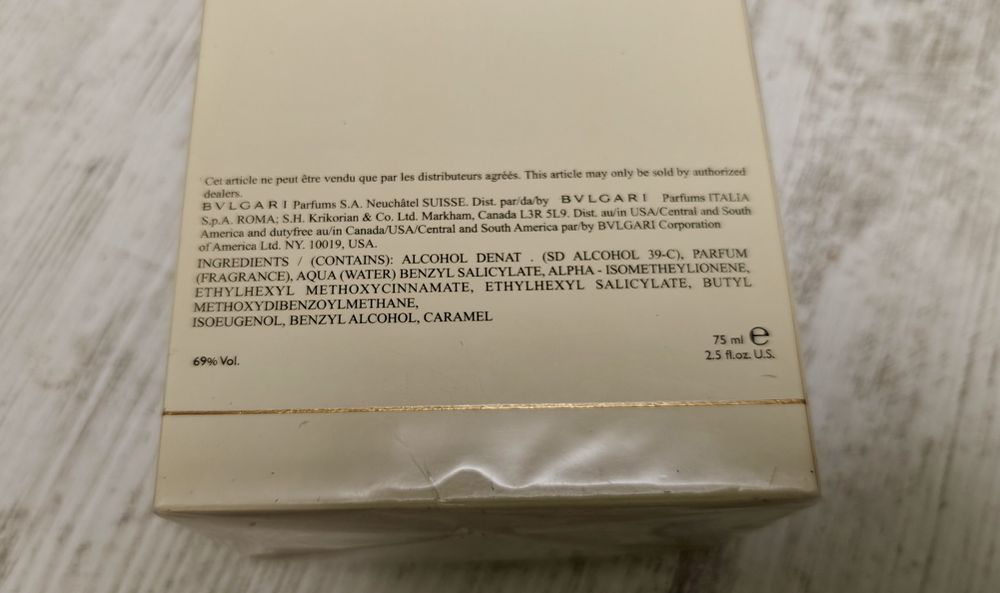 Cet article ne peut être vendu que par les distributeurs agréés. This article may only be sold by authorized
dealers.
BVLGARI Parfums S.A. Neuchâtel SUISSE. Dist. par/da/by BVLGARI Parfums ITALIA
S.p.A. ROMA; S.H. Krikorian & Co. Ltd. Markham, Canada L3R 5L9. Dist. au/in USA/Central and South
America and dutyfree au/in Canada/USA/Central and South America par/by BVLGARI Corporation
of America Ltd. NY. 10019, USA.
INGREDIENTS / (CONTAINS): ALCOHOL DENAT . (SD ALCOHOL 39-C), PARFUM
(FRAGRANCE), AQUA (WATER) BENZYL SALICYLATE, ALPHA - ISOMETHEYLIONENE,
ETHYLHEXYL METHOXYCINNAMATE, ETHYLHEXYL SALICYLATE, BUTYL
METHOXYDIBENZOYLMETHANE,
ISOEUGENOL, BENZYL ALCOHOL, CARAMEL
75 ml ℮
69% Vol.
2.5 fl.oz. U.S.